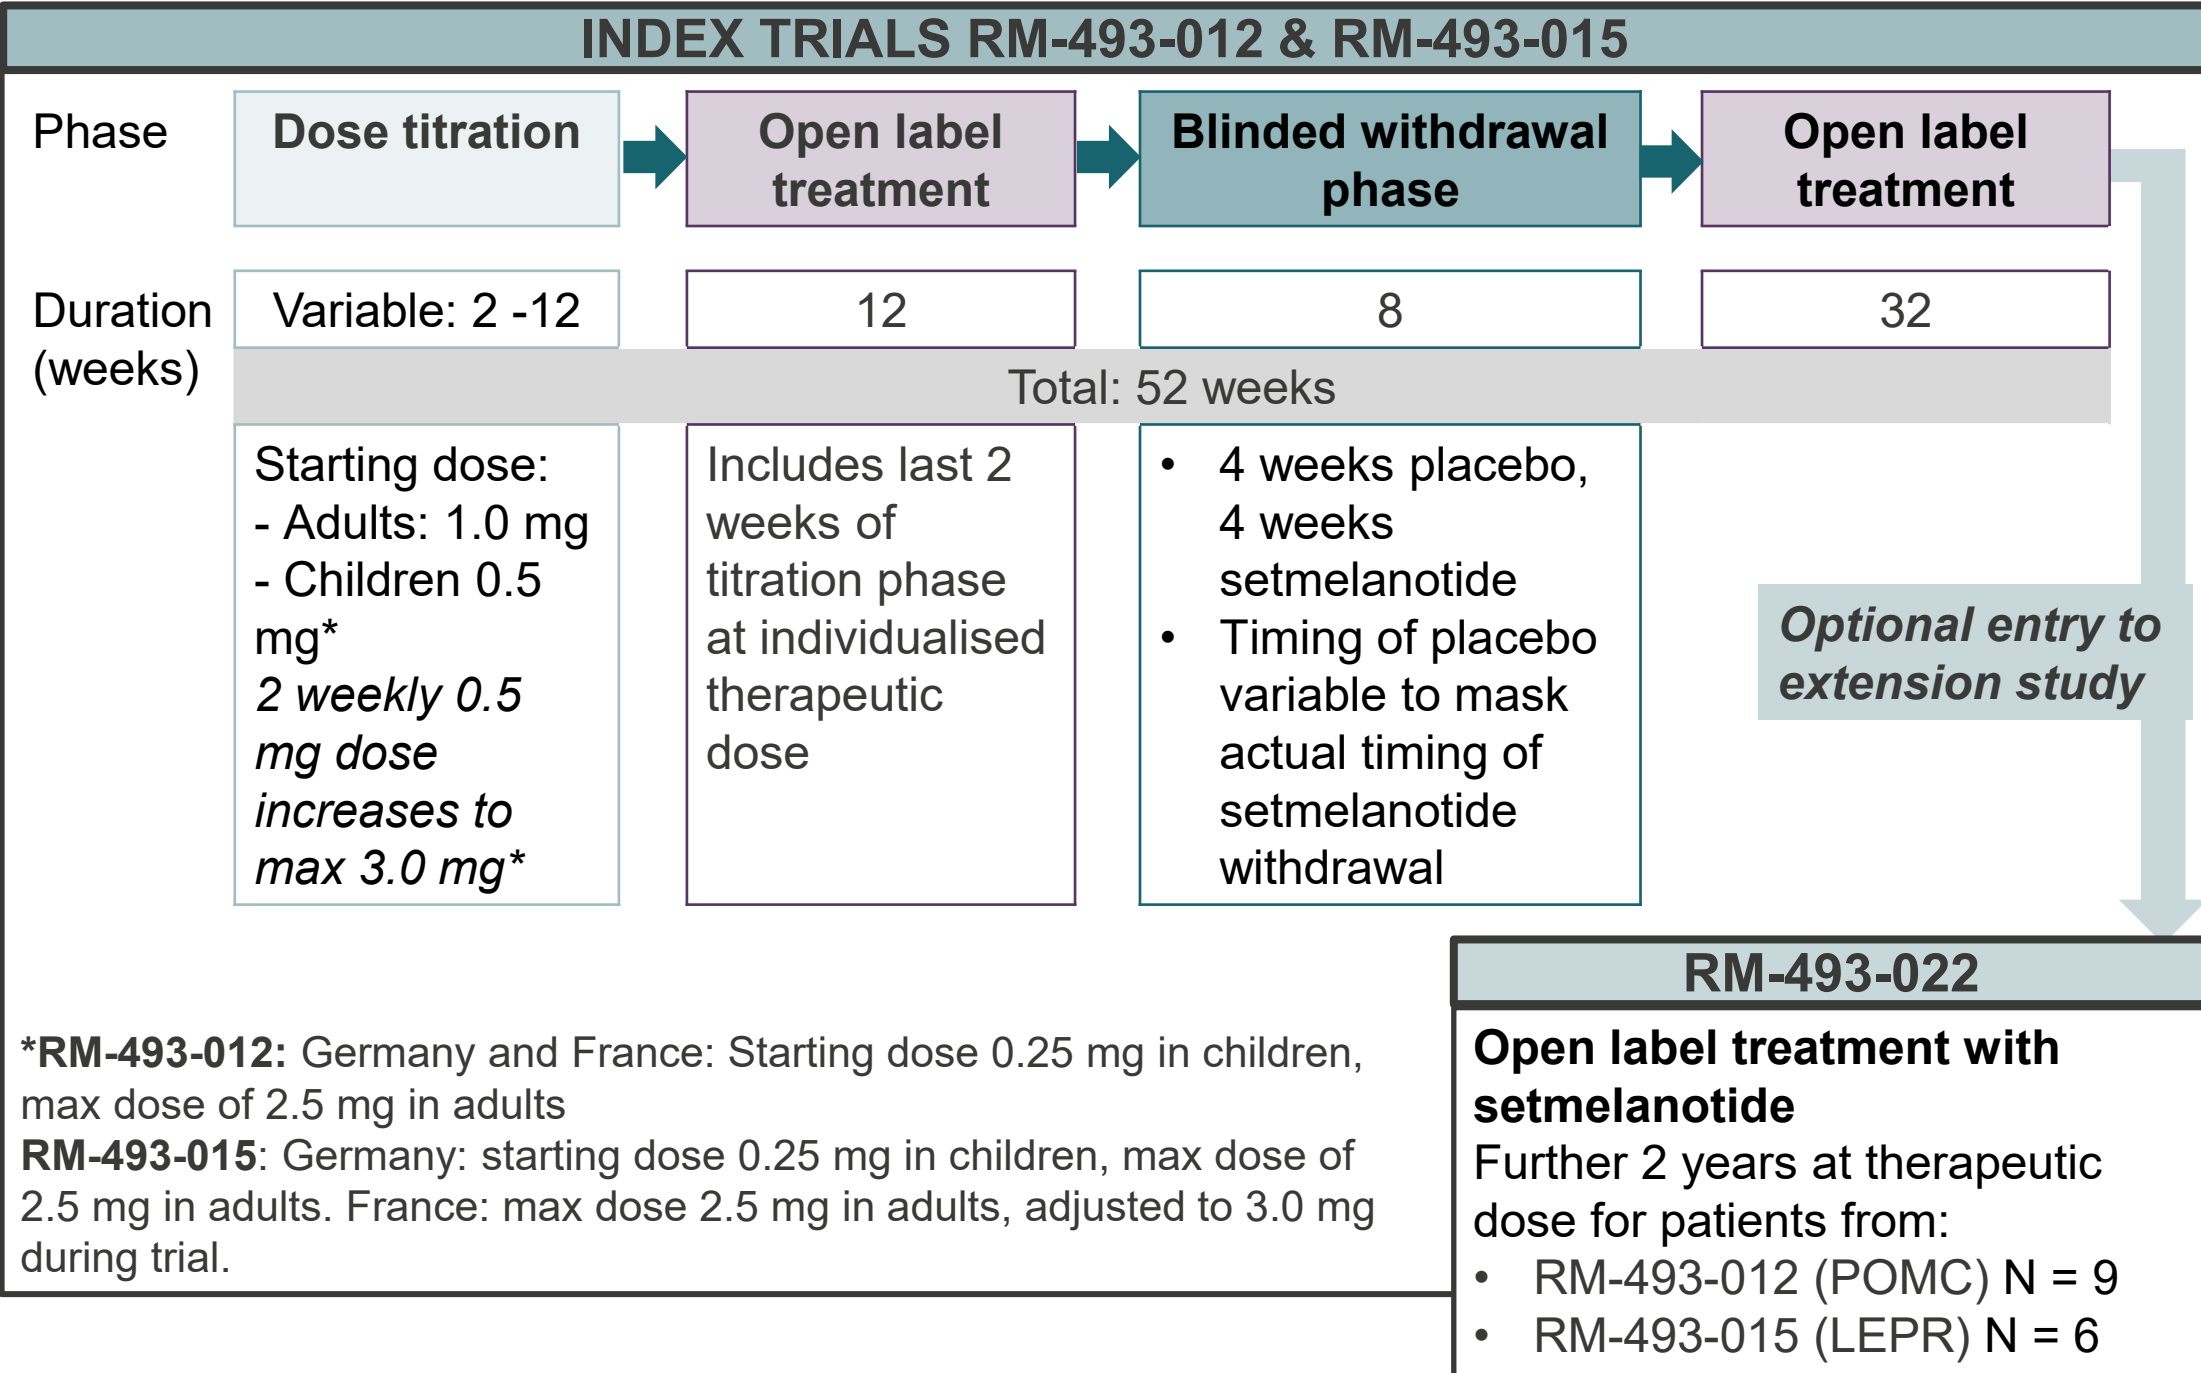 INDEX TRIALS RM-493-012 & RM-493-015
Phase
Dose titration
Open label
treatment
Blinded withdrawal
phase
Open label
treatment
Duration
(weeks)
Variable: 2 -12
12
8
32
Total: 52 weeks
Starting dose:
- Adults: 1.0 mg
- Children 0.5
mg*
2 weekly 0.5
mg dose
increases to
max 3.0 mg*
Includes last 2
weeks of
titration phase
at individualised
therapeutic
dose
• 4 weeks placebo,
4 weeks
setmelanotide
• Timing of placebo
variable to mask
actual timing of
setmelanotide
withdrawal
Optional entry to
extension study
*RM-493-012: Germany and France: Starting dose 0.25 mg in children,
max dose of 2.5 mg in adults
RM-493-015: Germany: starting dose 0.25 mg in children, max dose of
2.5 mg in adults. France: max dose 2.5 mg in adults, adjusted to 3.0 mg
during trial.
RM-493-022
Open label treatment with
setmelanotide
Further 2 years at therapeutic
dose for patients from:
• RM-493-012 (POMC) N = 9
• RM-493-015 (LEPR) N = 6